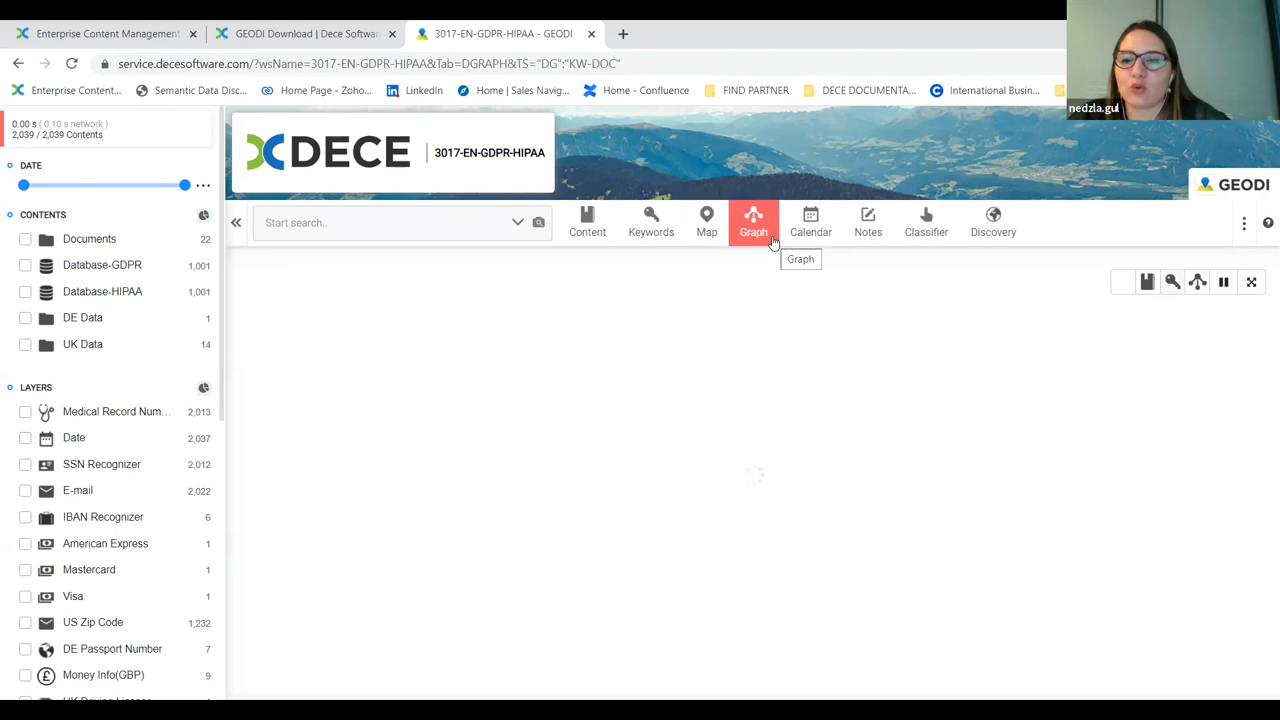 Enterprise Content Management
GEODI Download | Dece Softwar
3017-EN-GDPR-HIPAA - GEODI
service.decesoftware.com/?wsName=3017-EN-GDPR-HIPAA&Tab=DGRAPH&TS="DG":"KW-DOC"
Enterprise Content...
Semantic Data Disc...
Home Page - Zoho...
LinkedIn
Home | Sales Navig...
Home - Confluence
FIND PARTNER
DECE DOCUMENTA...
International Busin...
nedzla.gul
0.00 s ( 0.10 s network )
2,039 / 2,039 Contents
DATE
CONTENTS
Documents 22
Database-GDPR 1,001
Database-HIPAA 1,001
DE Data 1
UK Data 14
LAYERS
Medical Record Num... 2,013
Date 2,037
SSN Recognizer 2,012
E-mail 2,022
IBAN Recognizer 6
American Express 1
Mastercard 1
Visa 1
US Zip Code 1,232
DE Passport Number 7
Money Info(GBP) 9
DECE
3017-EN-GDPR-HIPAA
GEODI
Start search..
Content
Keywords
Map
Graph
Calendar
Notes
Classifier
Discovery
Graph